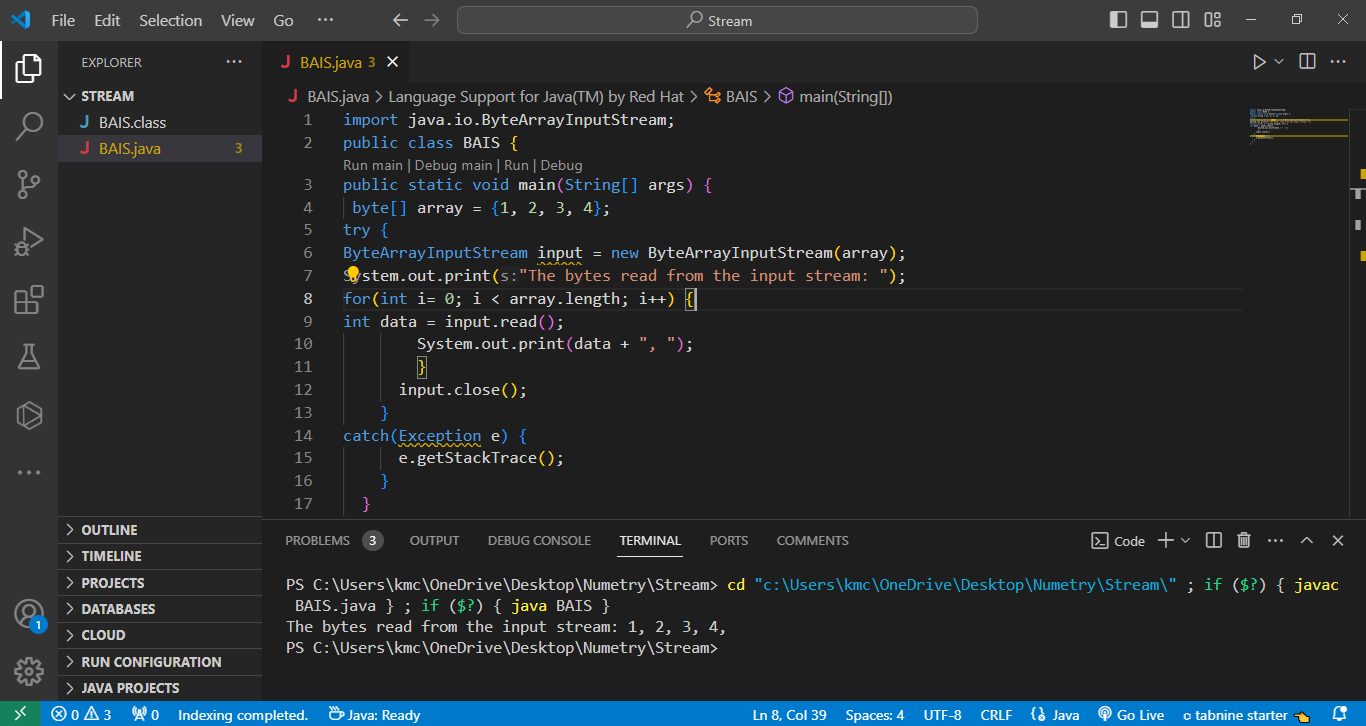 File Edit Selection View Go ··· Stream
EXPLORER ···
STREAM
J BAIS.class
J BAIS.java 3
J BAIS.java 3
J BAIS.java > Language Support for Java(TM) by Red Hat > BAIS > main(String[])
1 import java.io.ByteArrayInputStream;
2 public class BAIS {
Run main | Debug main | Run | Debug
3 public static void main(String[] args) {
4 byte[] array = {1, 2, 3, 4};
5 try {
6 ByteArrayInputStream input = new ByteArrayInputStream(array);
7 System.out.print(s:"The bytes read from the input stream: ");
8 for(int i= 0; i < array.length; i++) {
9 int data = input.read();
10 System.out.print(data + ", ");
11 }
12 input.close();
13 }
14 catch(Exception e) {
15 e.getStackTrace();
16 }
17 }
OUTLINE
TIMELINE
PROJECTS
DATABASES
CLOUD
RUN CONFIGURATION
JAVA PROJECTS
1
PROBLEMS 3 OUTPUT DEBUG CONSOLE TERMINAL PORTS COMMENTS Code
PS C:\Users\kmc\OneDrive\Desktop\Numetry\Stream> cd "c:\Users\kmc\OneDrive\Desktop\Numetry\Stream\" ; if ($?) { javac
BAIS.java } ; if ($?) { java BAIS }
The bytes read from the input stream: 1, 2, 3, 4,
PS C:\Users\kmc\OneDrive\Desktop\Numetry\Stream>
0 3 0 Indexing completed. Java: Ready Ln 8, Col 39 Spaces: 4 UTF-8 CRLF Java Go Live tabnine starter